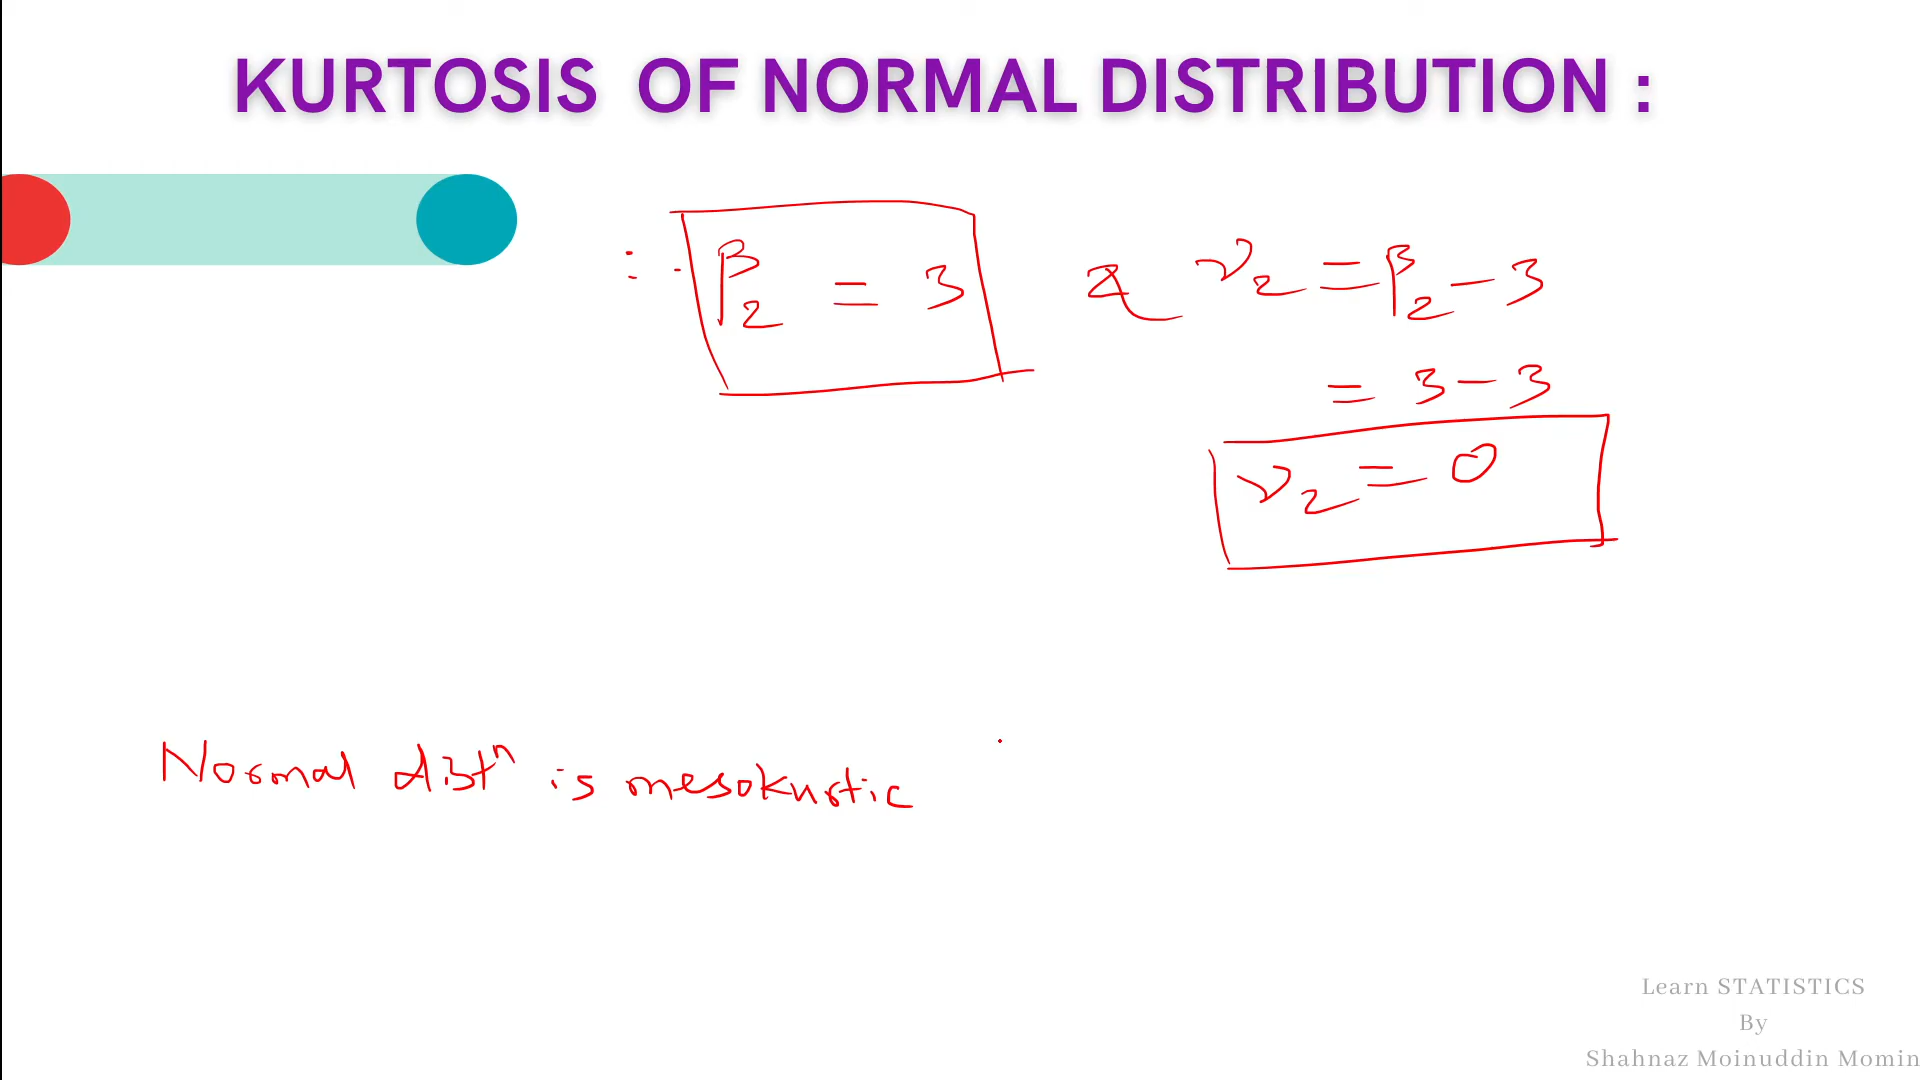 KURTOSIS OF NORMAL DISTRIBUTION :
∴ β₂ = 3 & γ₂ = β₂ - 3
= 3 - 3
γ₂ = 0
Normal distⁿ is mesokurtic
Learn STATISTICS
By
Shahnaz Moinuddin Momin